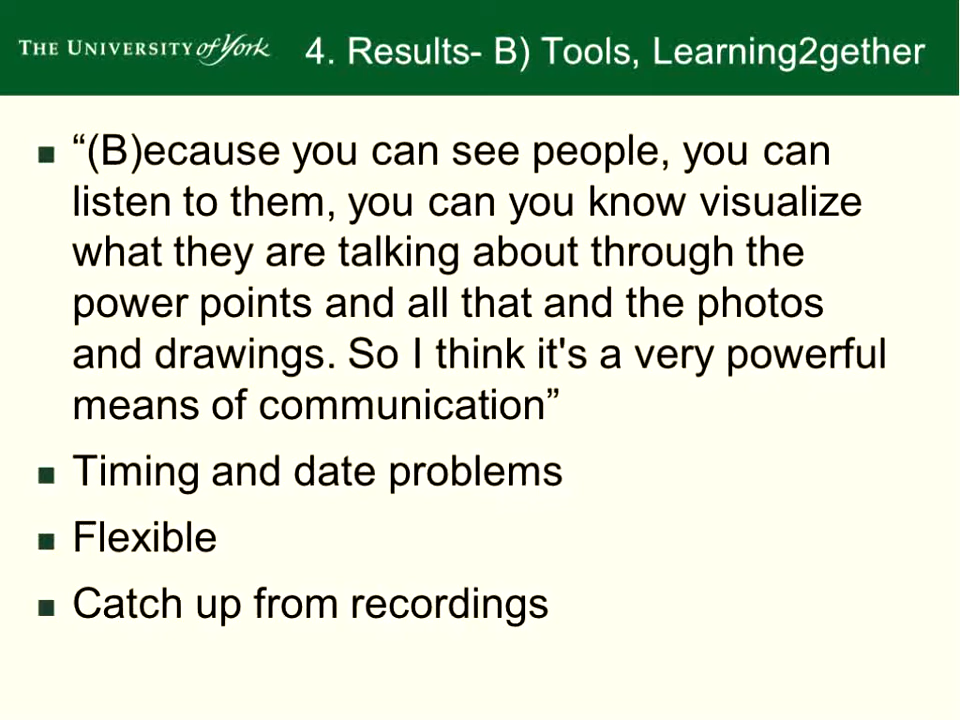 THE UNIVERSITY of York
4. Results- B) Tools, Learning2gether
“(B)ecause you can see people, you can
listen to them, you can you know visualize
what they are talking about through the
power points and all that and the photos
and drawings. So I think it's a very powerful
means of communication”
Timing and date problems
Flexible
Catch up from recordings